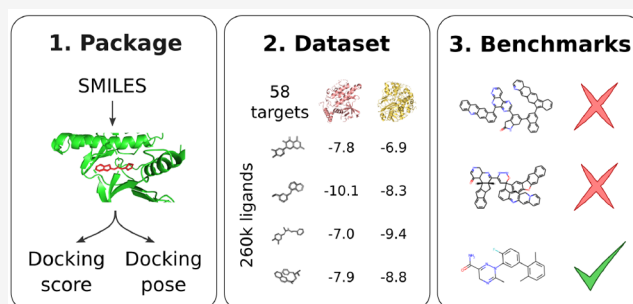 1. Package
SMILES
Docking
score
Docking
pose
2. Dataset
58
targets
260k ligands
-7.8 -6.9
-10.1 -8.3
-7.0 -9.4
-7.9 -8.8
3. Benchmarks